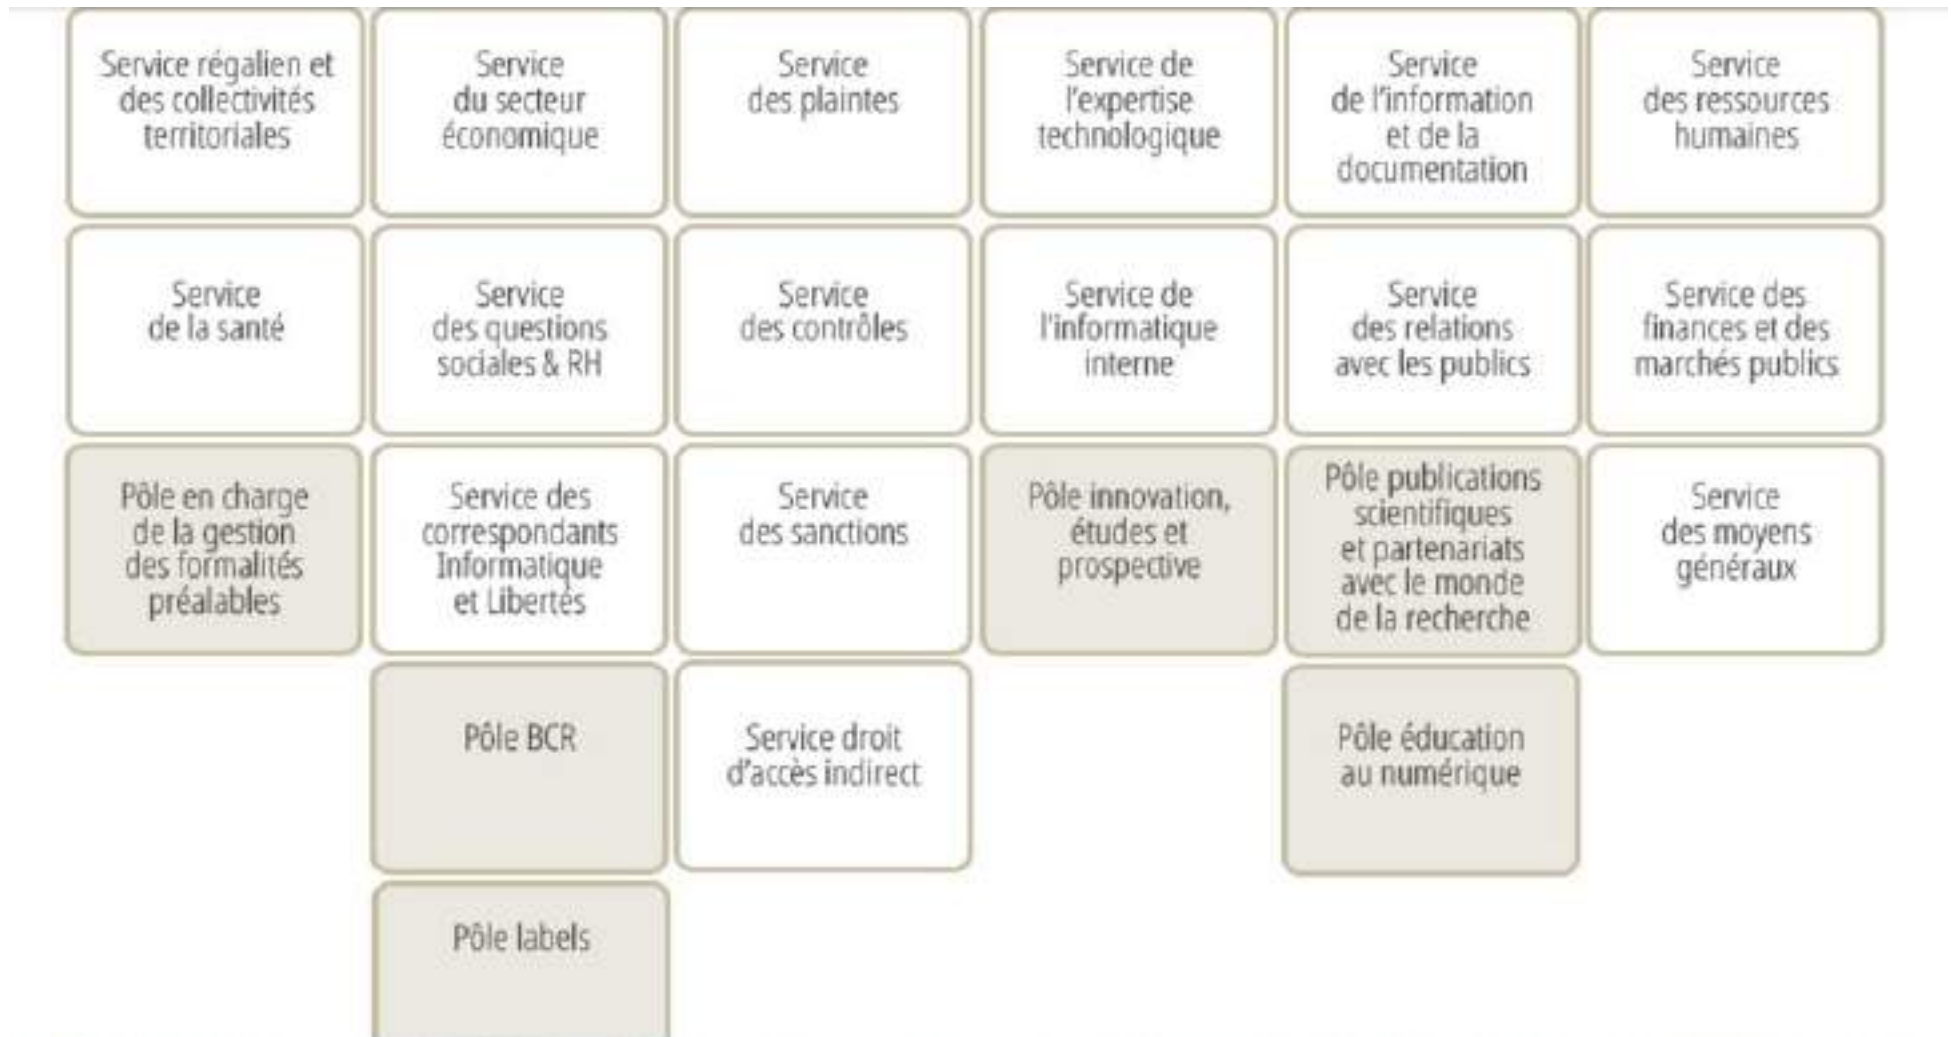 Service régalien et
des collectivités
territoriales
Service
du secteur
économique
Service
des plaintes
Service de
l'expertise
technologique
Service
de l'information
et de la
documentation
Service
des ressources
humaines
Service
de la santé
Service
des questions
sociales & RH
Service
des contrôles
Service de
l'informatique
interne
Service
des relations
avec les publics
Service des
finances et des
marchés publics
Pôle en charge
de la gestion
des formalités
préalables
Service des
correspondants
Informatique
et Libertés
Service
des sanctions
Pôle innovation,
études et
prospective
Pôle publications
scientifiques
et partenariats
avec le monde
de la recherche
Service
des moyens
généraux
Pôle BCR
Service droit
d'accès indirect
Pôle éducation
au numérique
Pôle labels